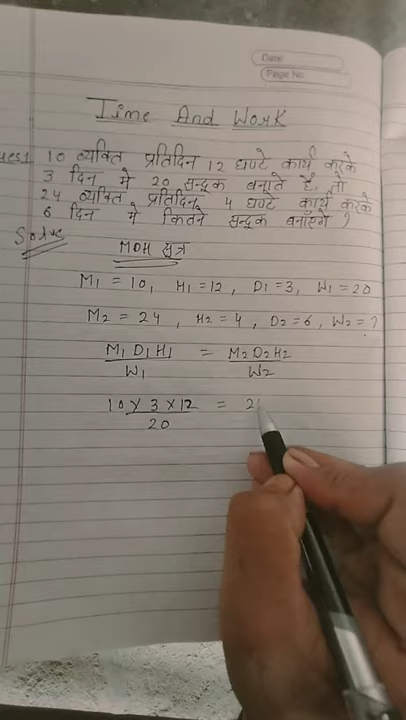 Date
Page No
Time And Work
Ques1 10 व्यक्ति प्रतिदिन 12 घण्टे कार्य करके
3 दिन मे 20 सन्दूक बनाते हैं, तो
24 व्यक्ति प्रतिदिन 4 घण्टे कार्य करके
6 दिन मे कितने सन्दूक बनाएंगे ?
Solve
MDH सूत्र
M₁ = 10, H₁ = 12, D₁ = 3, W₁ = 20
M₂ = 24, H₂ = 4, D₂ = 6, W₂ = ?
M₁ D₁ H₁ / W₁ = M₂ D₂ H₂ / W₂
10 × 3 × 12 / 20 = 2